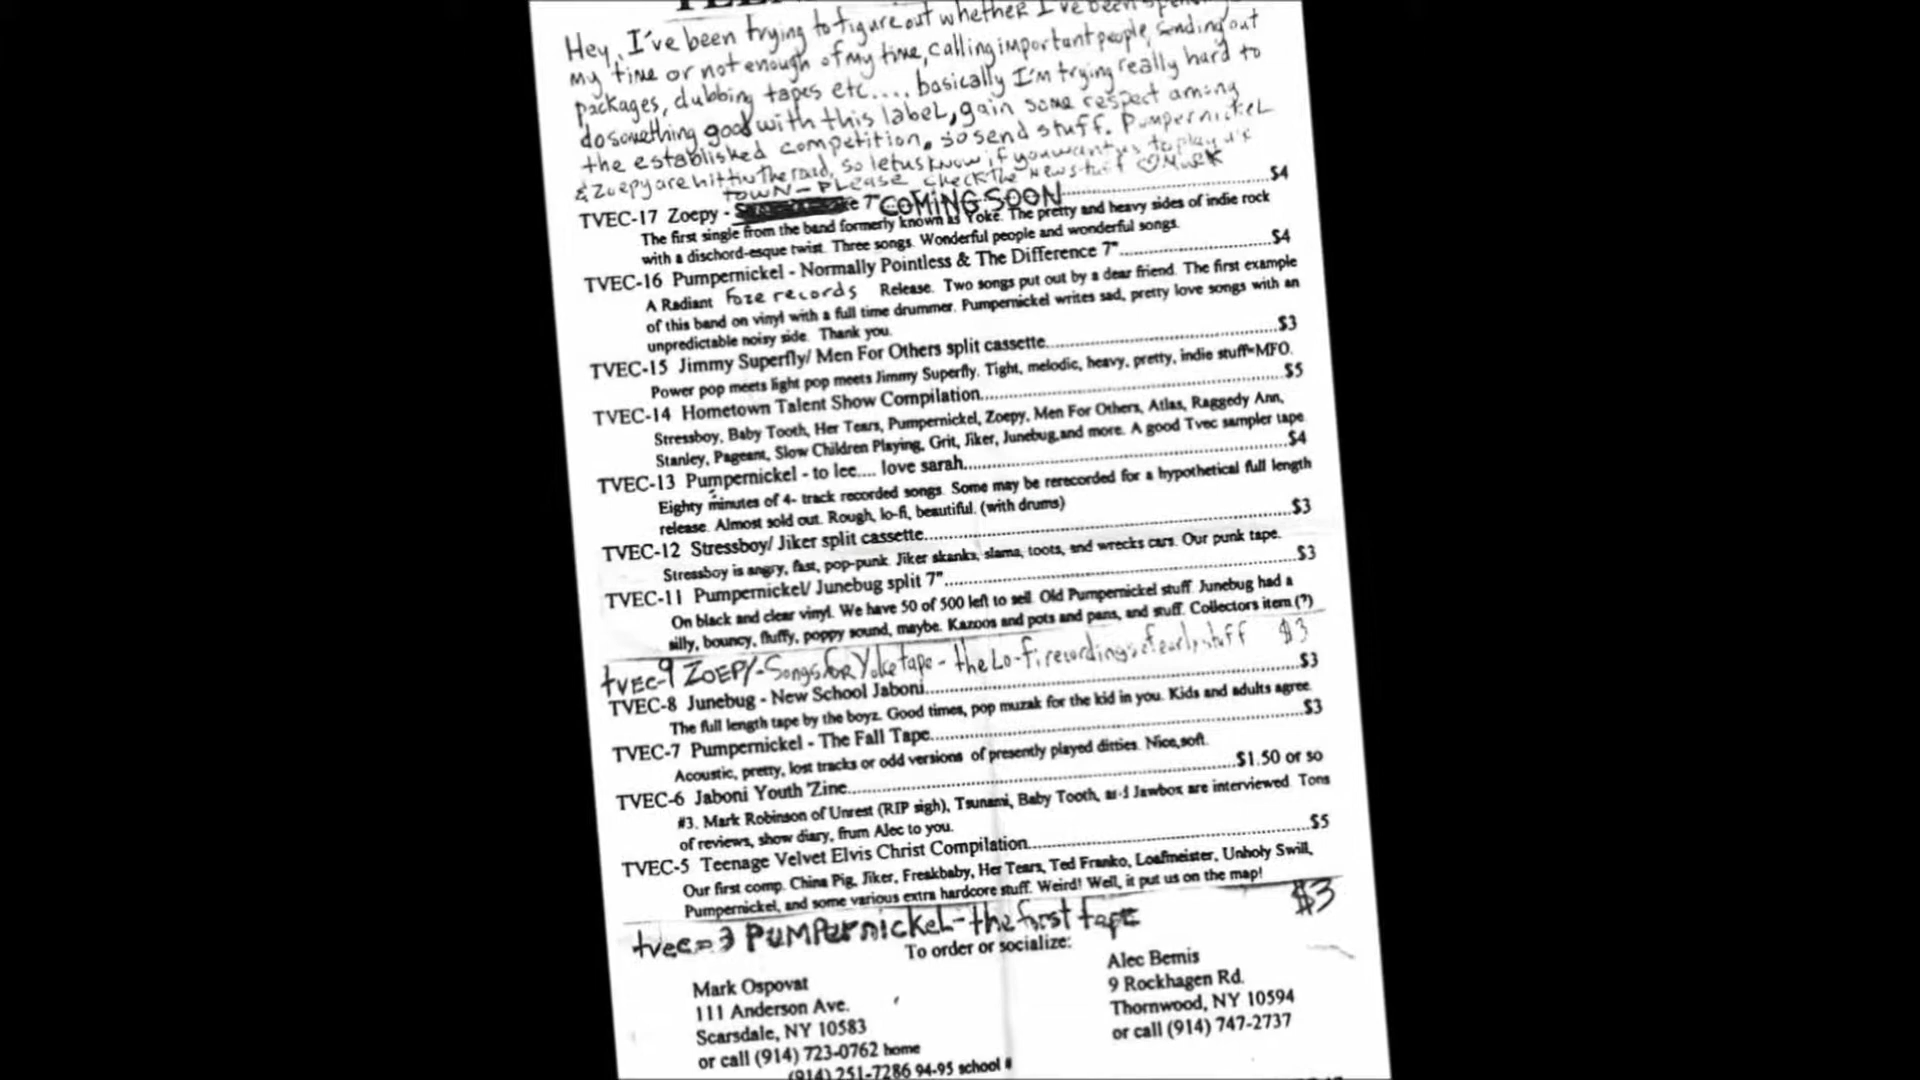 Hey, I've been trying to figure out whether I've been
my time or not enough of my time, calling important people, sending out
packages, dubbing tapes etc.... basically I'm trying really hard to
do something good with this label, gain some respect among
the established competition, so send stuff. Pumpernickel
& Zoepy are hittin the road, so let us know if you want us to play ur
town - Please check the new stuff ♡ Mark
TVEC-17 Zoepy - 7" COMING SOON $4
The first single from the band formerly known as Yoke. The pretty and heavy sides of indie rock
with a dischord-esque twist. Three songs. Wonderful people and wonderful songs.
TVEC-16 Pumpernickel - Normally Pointless & The Difference 7"........................$4
A Radiant Foze records Release. Two songs put out by a dear friend. The first example
of this band on vinyl with a full time drummer. Pumpernickel writes sad, pretty love songs with an
unpredictable noisy side. Thank you.
TVEC-15 Jimmy Superfly/ Men For Others split cassette........................$3
Power pop meets light pop meets Jimmy Superfly. Tight, melodic, heavy, pretty, indie stuff=MFO.
TVEC-14 Hometown Talent Show Compilation........................$5
Stressboy, Baby Tooth, Her Tears, Pumpernickel, Zoepy, Men For Others, Atlas, Raggedy Ann,
Stanley, Pageant, Slow Children Playing, Grit, Jiker, Junebug,and more. A good Tvec sampler tape.
TVEC-13 Pumpernickel - to lee.... love sarah........................$4
Eighty minutes of 4- track recorded songs. Some may be rerecorded for a hypothetical full length
release. Almost sold out. Rough, lo-fi, beautiful. (with drums)
TVEC-12 Stressboy/ Jiker split cassette........................$3
Stressboy is angry, fast, pop-punk. Jiker skanks, slams, toots, and wrecks cars. Our punk tape.
TVEC-11 Pumpernickel/ Junebug split 7"........................$3
On black and clear vinyl. We have 50 of 500 left to sell. Old Pumpernickel stuff. Junebug had a
silly, bouncy, fluffy, poppy sound, maybe. Kazoos and pots and pans, and stuff. Collectors item (?)
tvec-9 ZOEPY - Songs for Yoke tape - the Lo-fi recordings of early stuff $3
TVEC-8 Junebug - New School Jaboni........................$3
The full length tape by the boyz. Good times, pop muzak for the kid in you. Kids and adults agree.
TVEC-7 Pumpernickel - The Fall Tape........................$3
Acoustic, pretty, lost tracks or odd versions of presently played ditties. Nice,soft.
TVEC-6 Jaboni Youth 'Zine........................$1.50 or so
#3. Mark Robinson of Unrest (RIP sigh), Tsunami, Baby Tooth, and Jawbox are interviewed. Tons
of reviews, show diary, frum Alec to you.
TVEC-5 Teenage Velvet Elvis Christ Compilation........................$5
Our first comp. China Pig, Jiker, Freakbaby, Her Tears, Ted Franko, Loafmeister, Unholy Swill,
Pumpernickel, and some various extra hardcore stuff. Weird! Well, it put us on the map!
tvec=3 Pumpernickel - the first tape $3
To order or socialize:
Mark Ospovat
111 Anderson Ave.
Scarsdale, NY 10583
or call (914) 723-0762 home
(914) 251-7286 94-95 school #
Alec Bemis
9 Rockhagen Rd.
Thornwood, NY 10594
or call (914) 747-2737